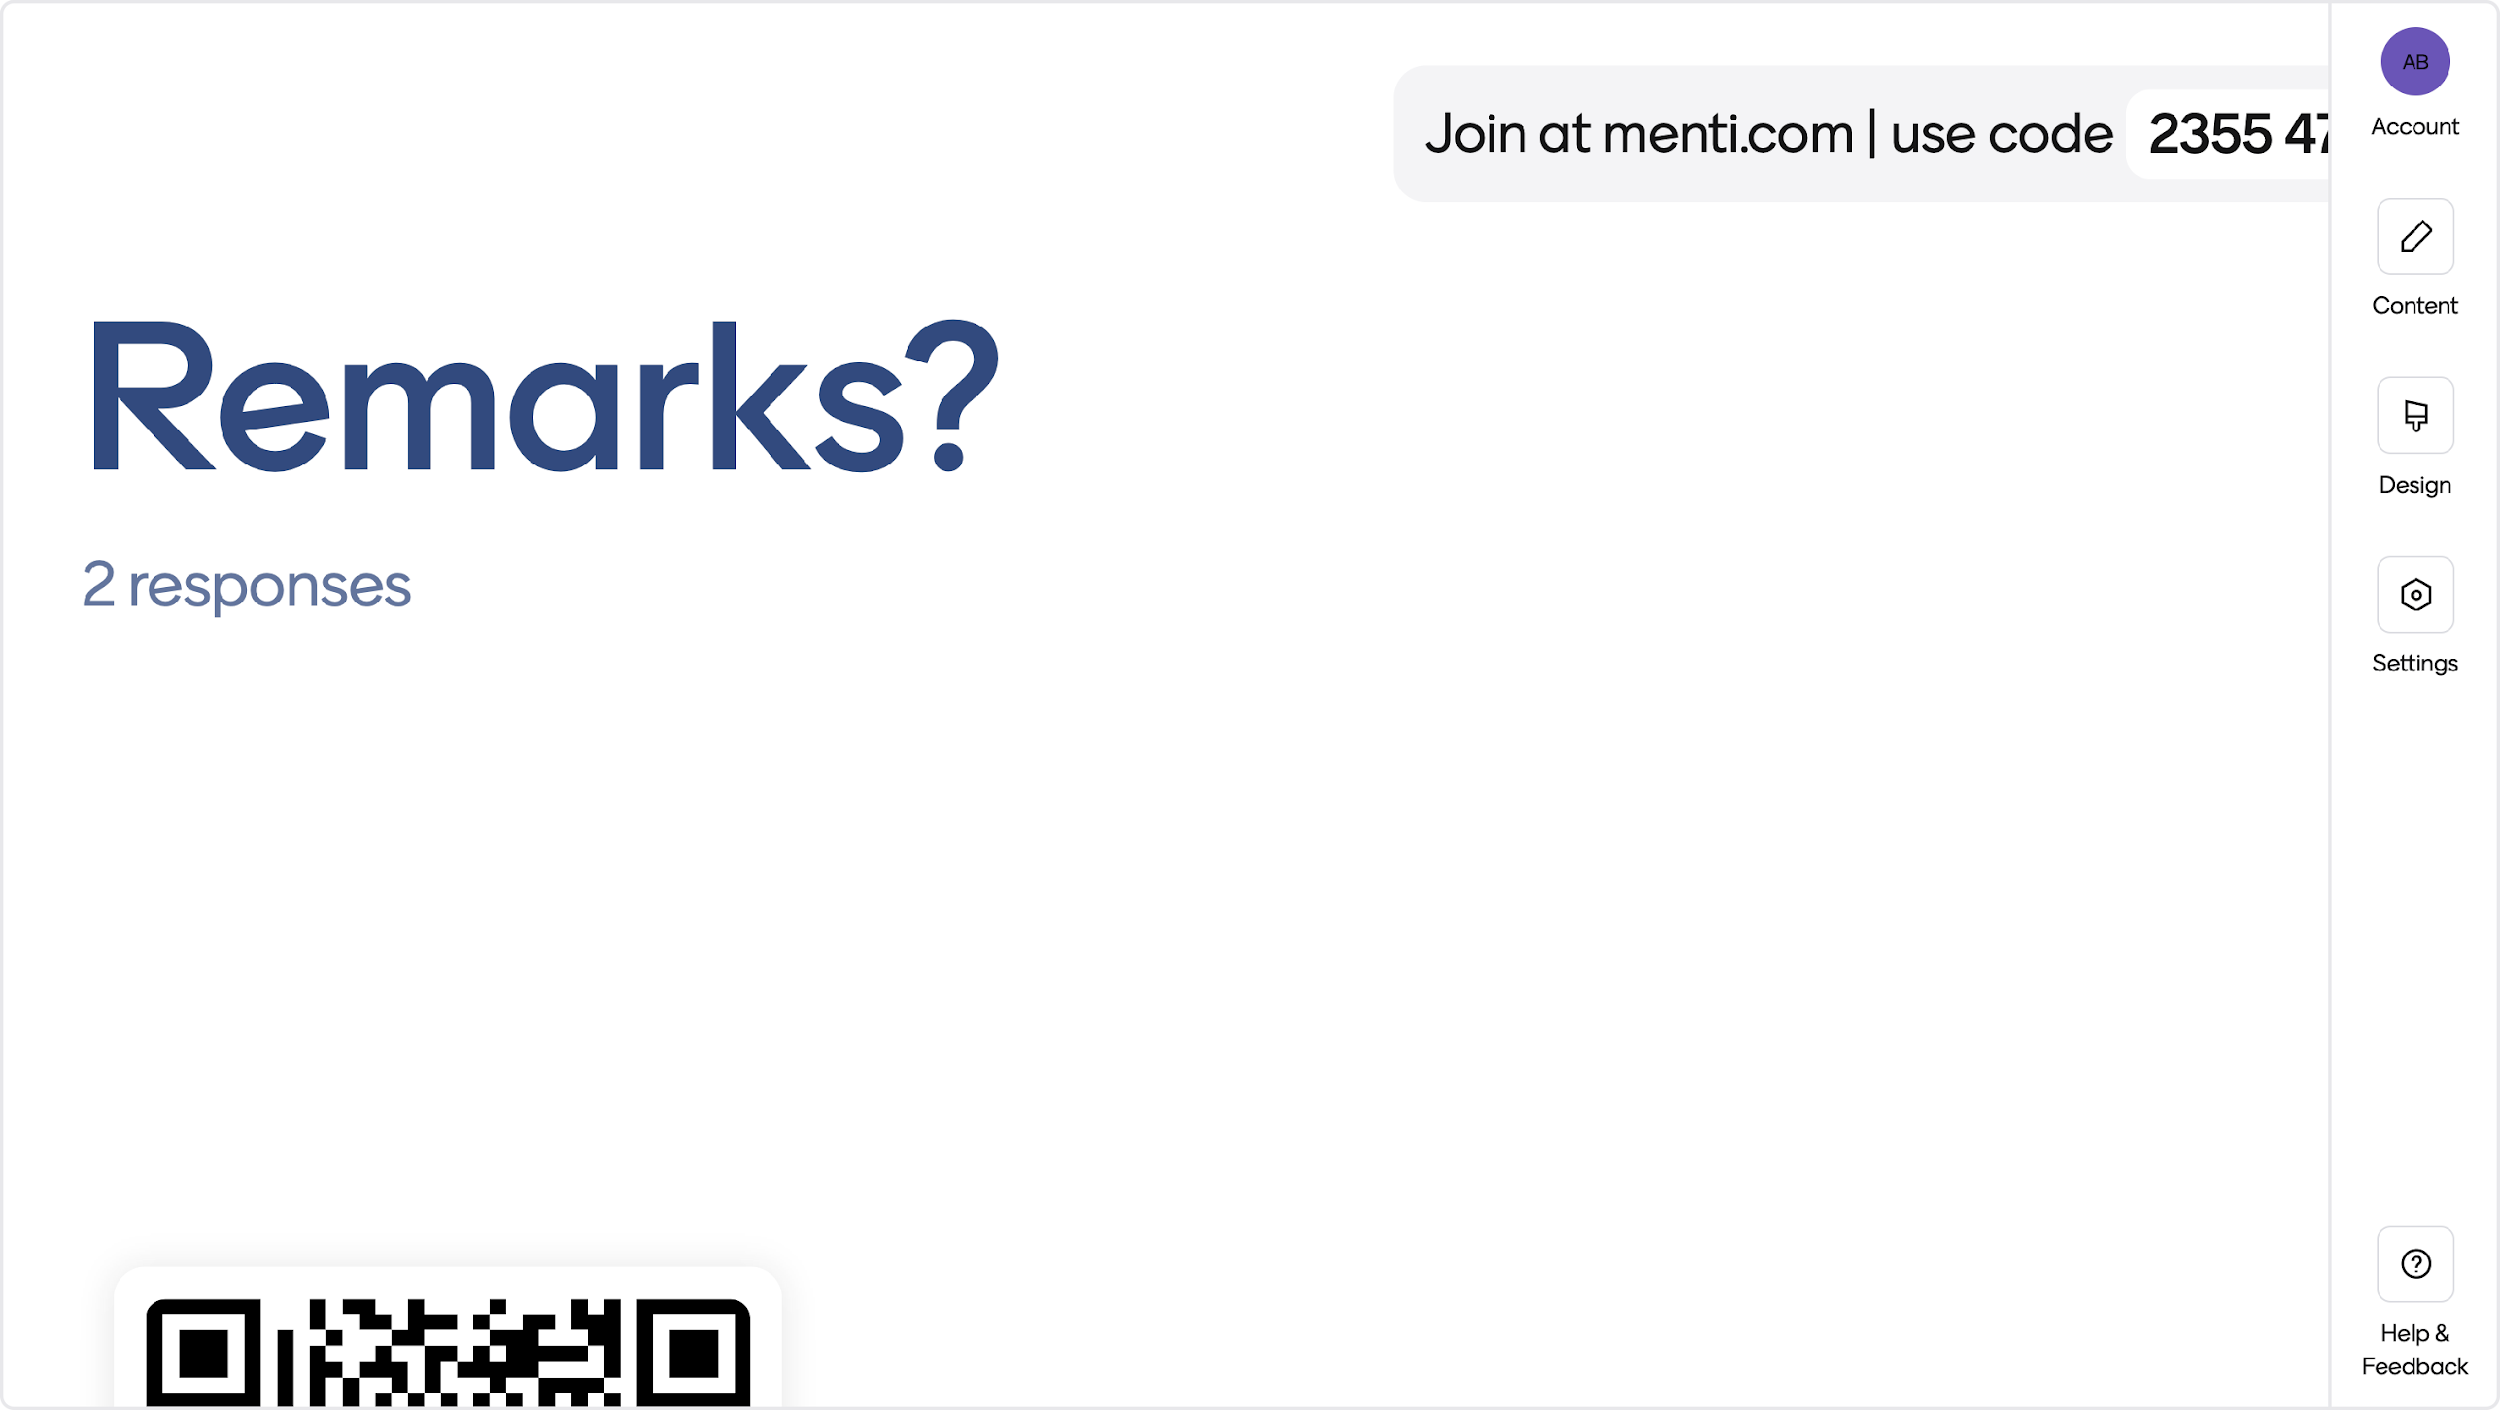 Join at menti.com | use code 2355 47
Remarks?
2 responses
AB
Account
Content
Design
Settings
Help &
Feedback